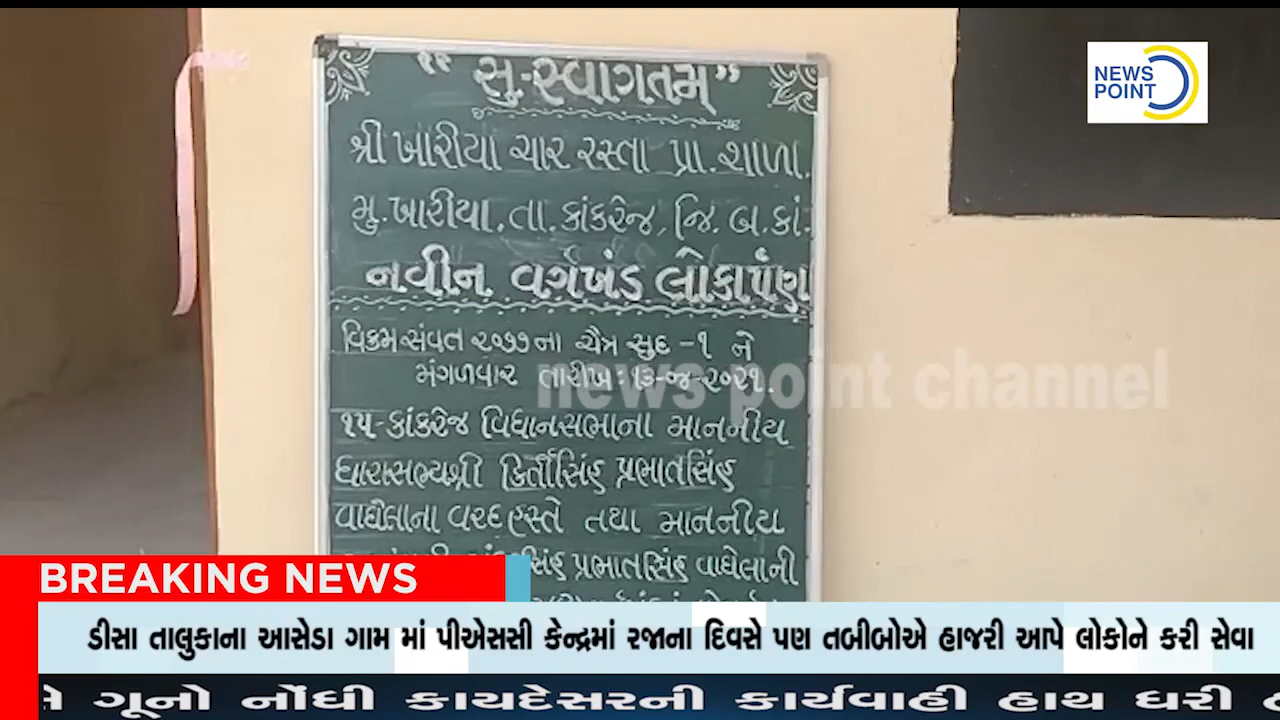 NEWS
POINT
“સુ-સ્વાગતમ્”
શ્રી ખારીયા ચાર રસ્તા પ્રા. શાળા.
મુ.ખારીયા.તા.કાંકરેજ, જિ. બ.કાં.
નવીન વર્ગખંડ લોકાર્પણ
વિક્રમ સંવત ૨૦૭૭ના ચૈત્ર સુદ -૧ ને
મંગળવાર તારીખ:૧૩-૦૪-૨૦૨૧.
news point channel
૧૫-કાંકરેજ વિધાનસભાના માનનીય
ધારાસભ્યશ્રી કિર્તીસિંહ પ્રભાતસિંહ
વાઘેલાના વરદ્હસ્તે તથા માનનીય
પ્રભાતસિંહ વાઘેલાની
BREAKING NEWS
ડીસા તાલુકાના આસેડા ગામ માં પીએસસી કેન્દ્રમાં રજાના દિવસે પણ તબીબોએ હાજરી આપે લોકોને કરી સેવા
ગૂનો નોંધી કાયદેસરની કાર્યવાહી હાથ ધરી